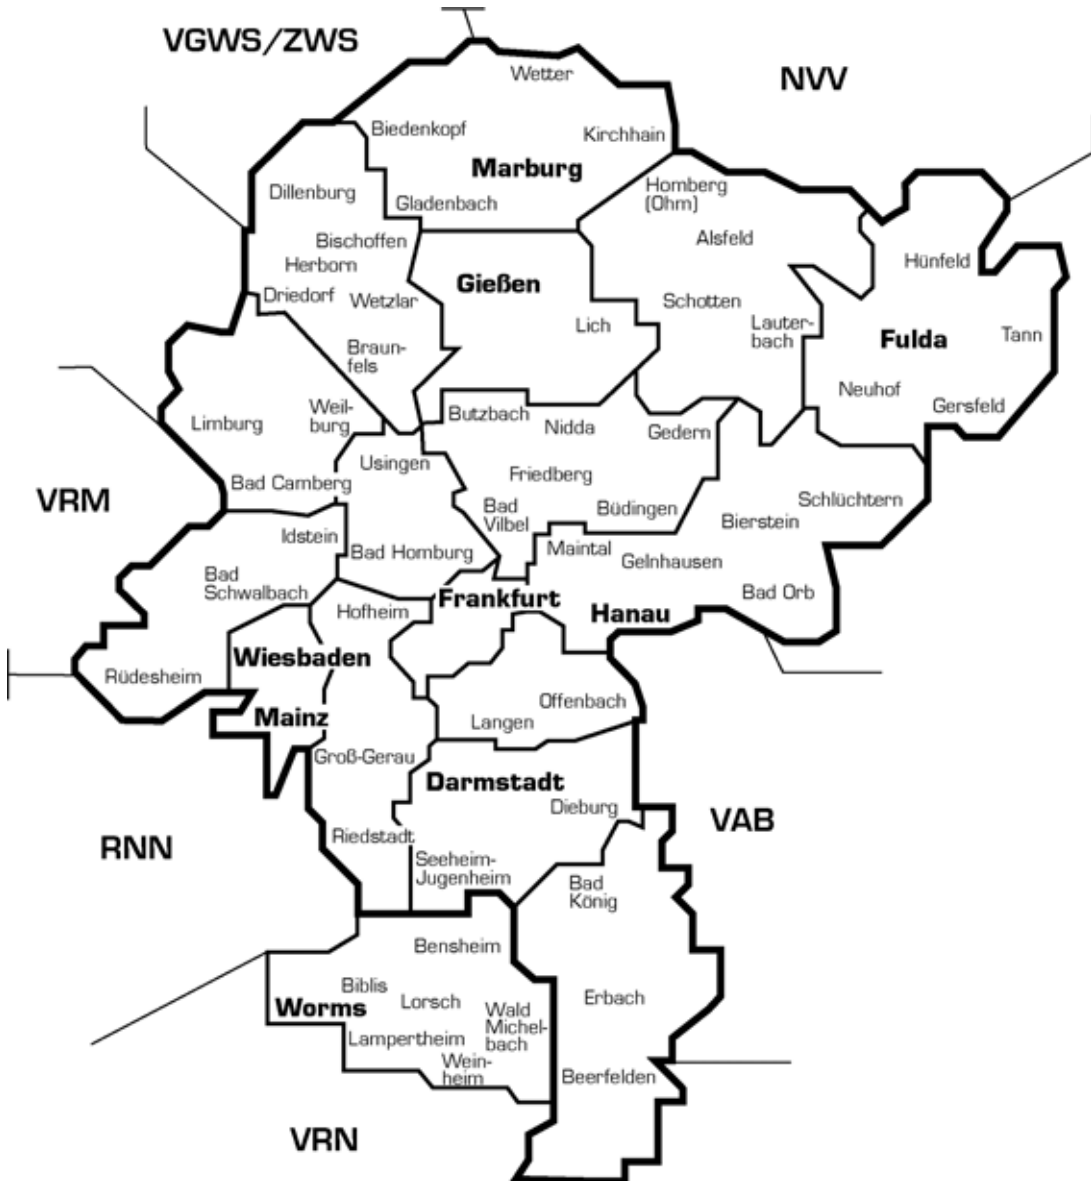 VGWS/ZWS
NVV
Wetter
Biedenkopf
Kirchhain
Marburg
Dillenburg
Homberg
(Ohm)
Gladenbach
Alsfeld
Bischoffen
Hünfeld
Herborn
Gießen
Driedorf
Wetzlar
Schotten
Lich
Lauter-
bach
Fulda
Tann
Braun-
fels
Neuhof
Gersfeld
Weil-
burg
Limburg
Butzbach
Nidda
Gedern
Usingen
Friedberg
Bad Camberg
VRM
Schlüchtern
Bad
Vilbel
Büdingen
Bierstein
Idstein
Bad Homburg
Maintal
Gelnhausen
Bad
Schwalbach
Bad Orb
Hofheim
Frankfurt
Hanau
Wiesbaden
Rüdesheim
Offenbach
Mainz
Langen
Groß-Gerau
Darmstadt
Dieburg
VAB
RNN
Riedstadt
Seeheim-
Jugenheim
Bad
König
Bensheim
Biblis
Erbach
Worms
Lorsch
Wald
Michel-
bach
Lampertheim
Wein-
heim
Beerfelden
VRN